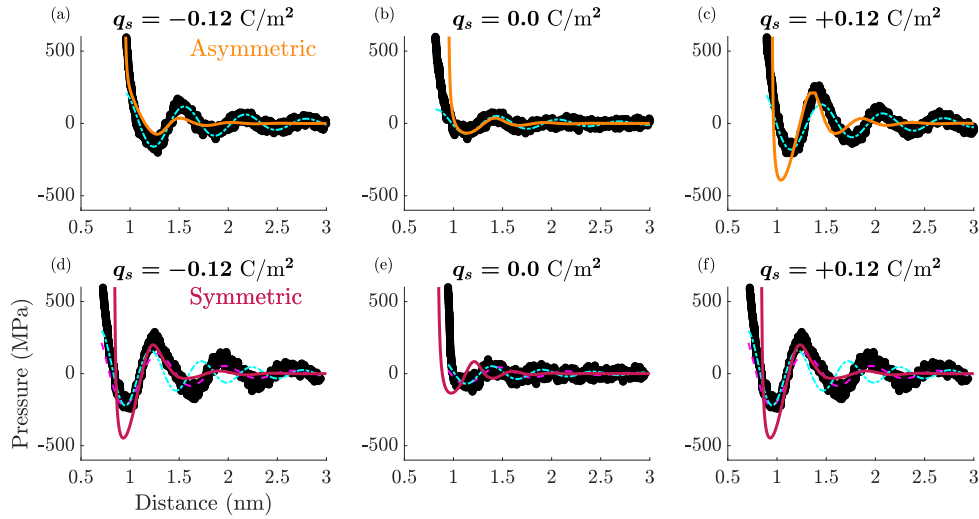 (a) q_s = −0.12 C/m² (b) q_s = 0.0 C/m² (c) q_s = +0.12 C/m²
500 Asymmetric 500 500
0 0 0
-500 -500 -500
0.5 1 1.5 2 2.5 3 0.5 1 1.5 2 2.5 3 0.5 1 1.5 2 2.5 3
(d) q_s = −0.12 C/m² (e) q_s = 0.0 C/m² (f) q_s = +0.12 C/m²
500 Symmetric 500 500
Pressure (MPa)
0 0 0
-500 -500 -500
0.5 1 1.5 2 2.5 3 0.5 1 1.5 2 2.5 3 0.5 1 1.5 2 2.5 3
Distance (nm)